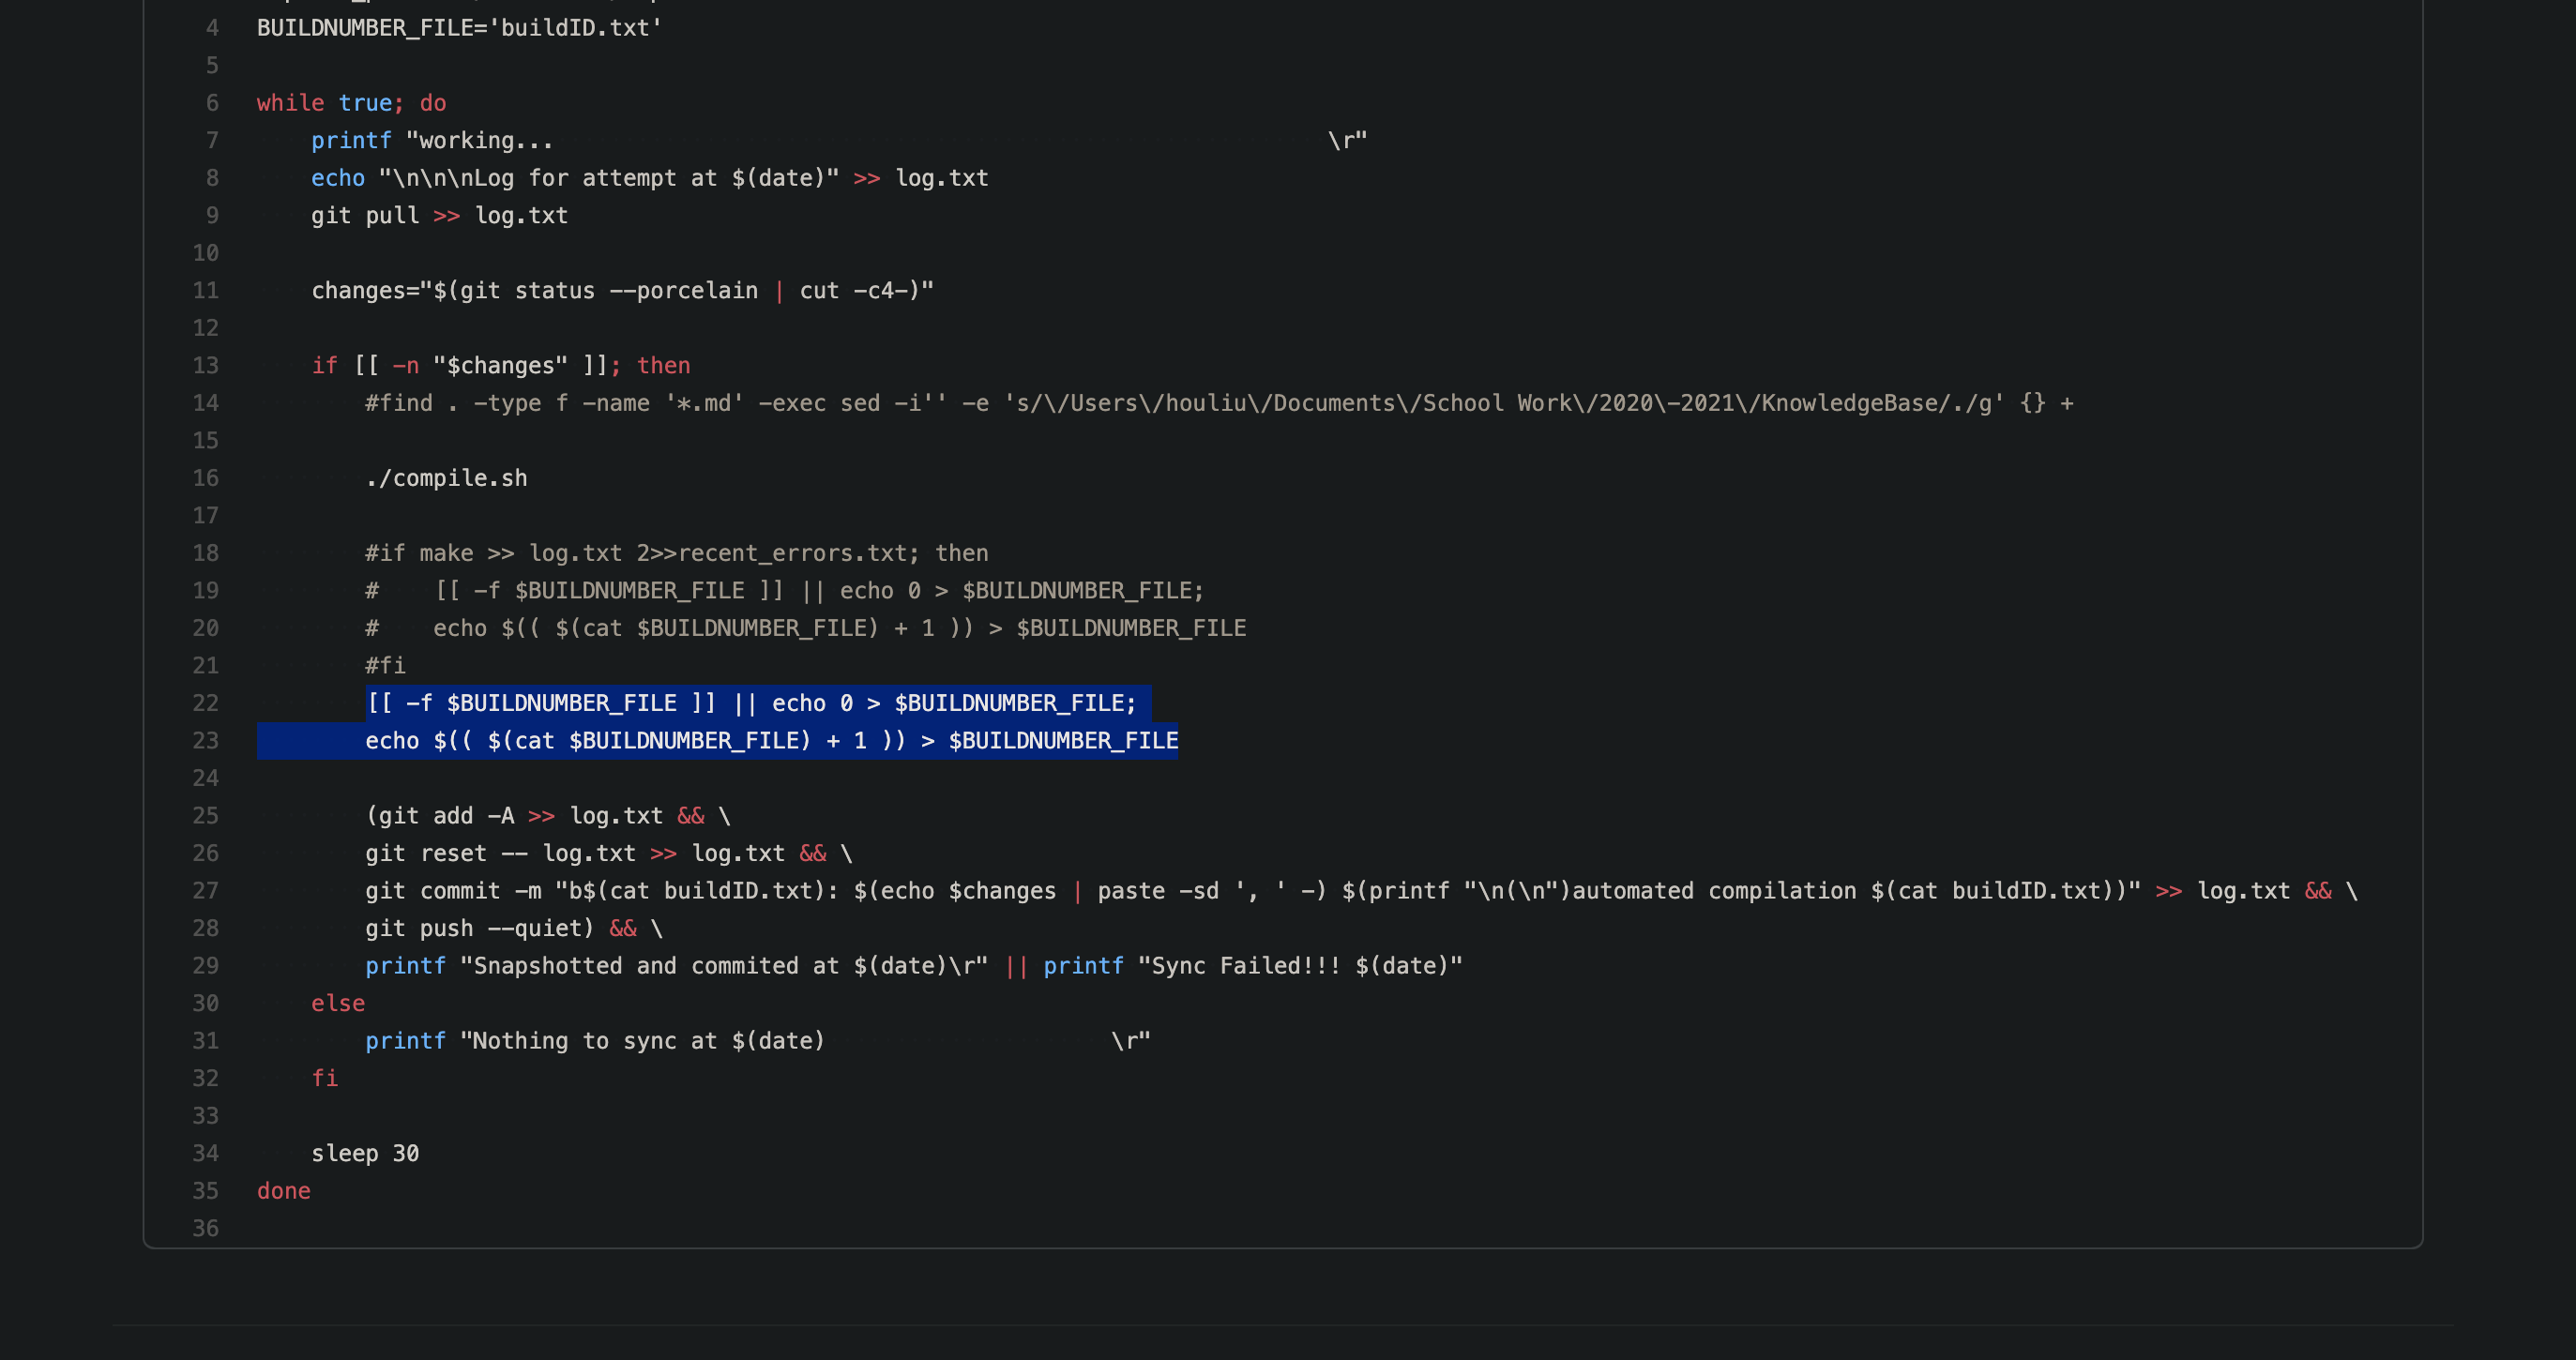 4 BUILDNUMBER_FILE='buildID.txt'
5
6 while true; do
7     printf "working...                                                         \r"
8     echo "\n\n\nLog for attempt at $(date)" >> log.txt
9     git pull >> log.txt
10
11     changes="$(git status --porcelain | cut -c4-)"
12
13     if [[ -n "$changes" ]]; then
14         #find . -type f -name '*.md' -exec sed -i'' -e 's/\/Users\/houliu\/Documents\/School Work\/2020\-2021\/KnowledgeBase/./g' {} +
15
16         ./compile.sh
17
18         #if make >> log.txt 2>>recent_errors.txt; then
19         #    [[ -f $BUILDNUMBER_FILE ]] || echo 0 > $BUILDNUMBER_FILE;
20         #    echo $(( $(cat $BUILDNUMBER_FILE) + 1 )) > $BUILDNUMBER_FILE
21         #fi
22         [[ -f $BUILDNUMBER_FILE ]] || echo 0 > $BUILDNUMBER_FILE;
23         echo $(( $(cat $BUILDNUMBER_FILE) + 1 )) > $BUILDNUMBER_FILE
24
25         (git add -A >> log.txt && \
26         git reset -- log.txt >> log.txt && \
27         git commit -m "b$(cat buildID.txt): $(echo $changes | paste -sd ', ' -) $(printf "\n(\n")automated compilation $(cat buildID.txt))" >> log.txt && \
28         git push --quiet) && \
29         printf "Snapshotted and commited at $(date)\r" || printf "Sync Failed!!! $(date)"
30     else
31         printf "Nothing to sync at $(date)                     \r"
32     fi
33
34     sleep 30
35 done
36